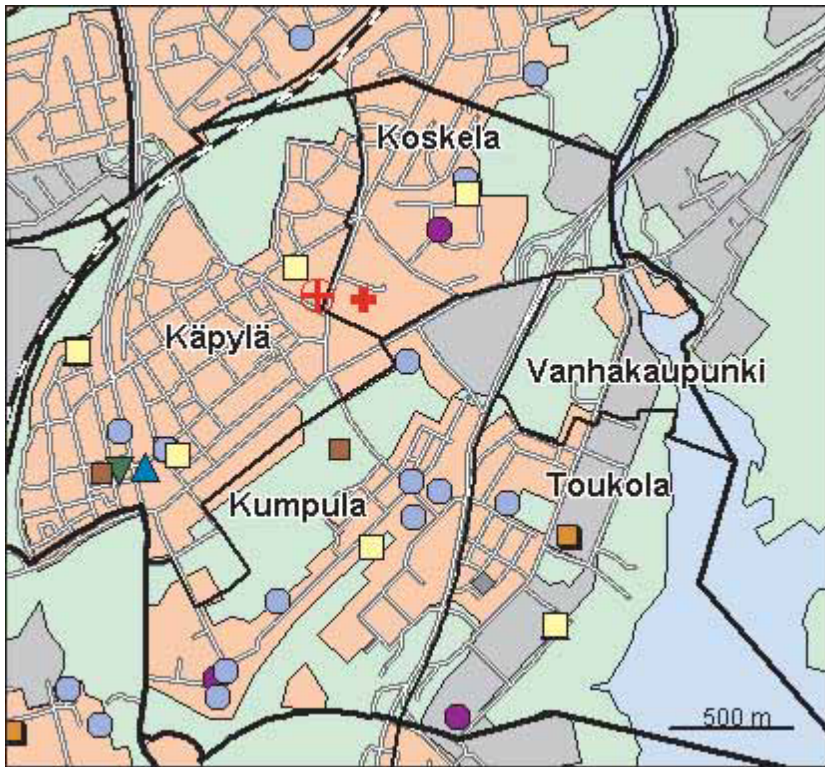 Koskela
Käpylä
Vanhakaupunki
Kumpula
Toukola
500 m